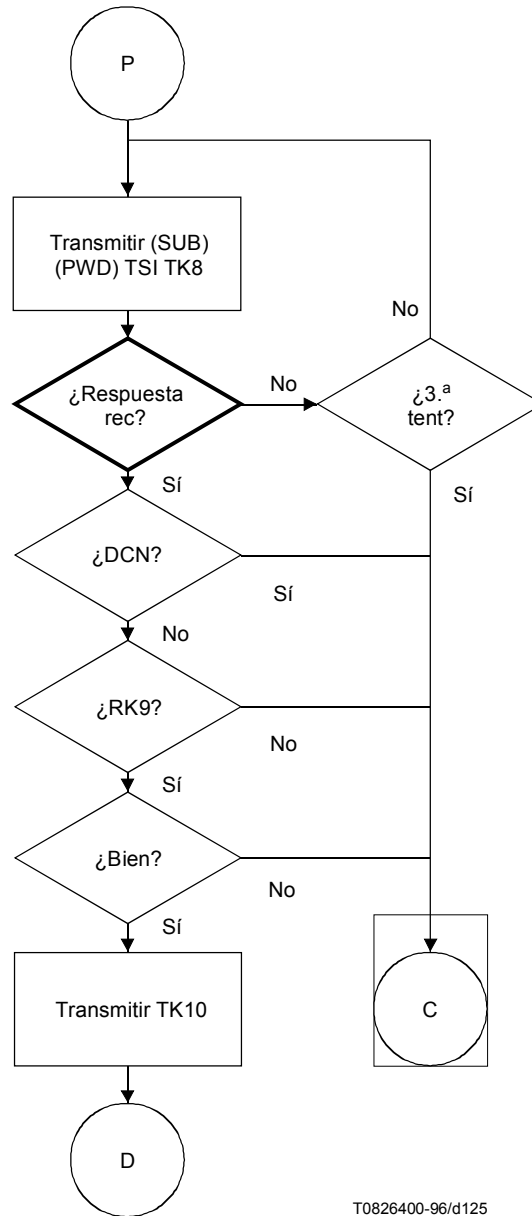 P
Transmitir (SUB)
(PWD) TSI TK8
No
¿Respuesta
rec?
No
¿3.ª
tent?
Sí
Sí
¿DCN?
Sí
No
¿RK9?
No
Sí
¿Bien?
No
Sí
Transmitir TK10
C
D
T0826400-96/d125